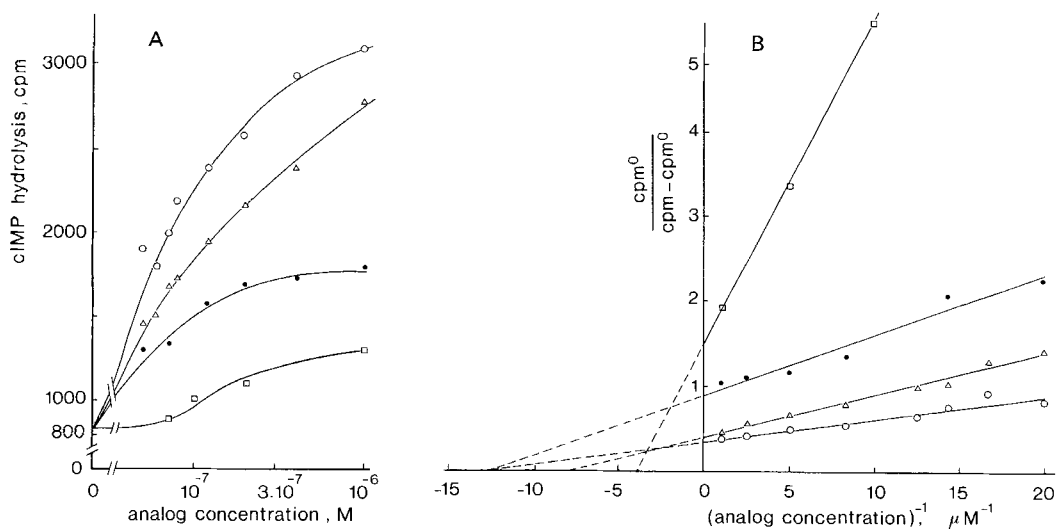 A
3000
2000
1000
800
0
cIMP hydrolysis, cpm
0 10⁻⁷ 3.10⁻⁷ 10⁻⁶
analog concentration, M
B
5
4
3
2
1
cpm⁰
cpm - cpm⁰
-15 -10 -5 0 5 10 15 20
(analog concentration)⁻¹, μM⁻¹